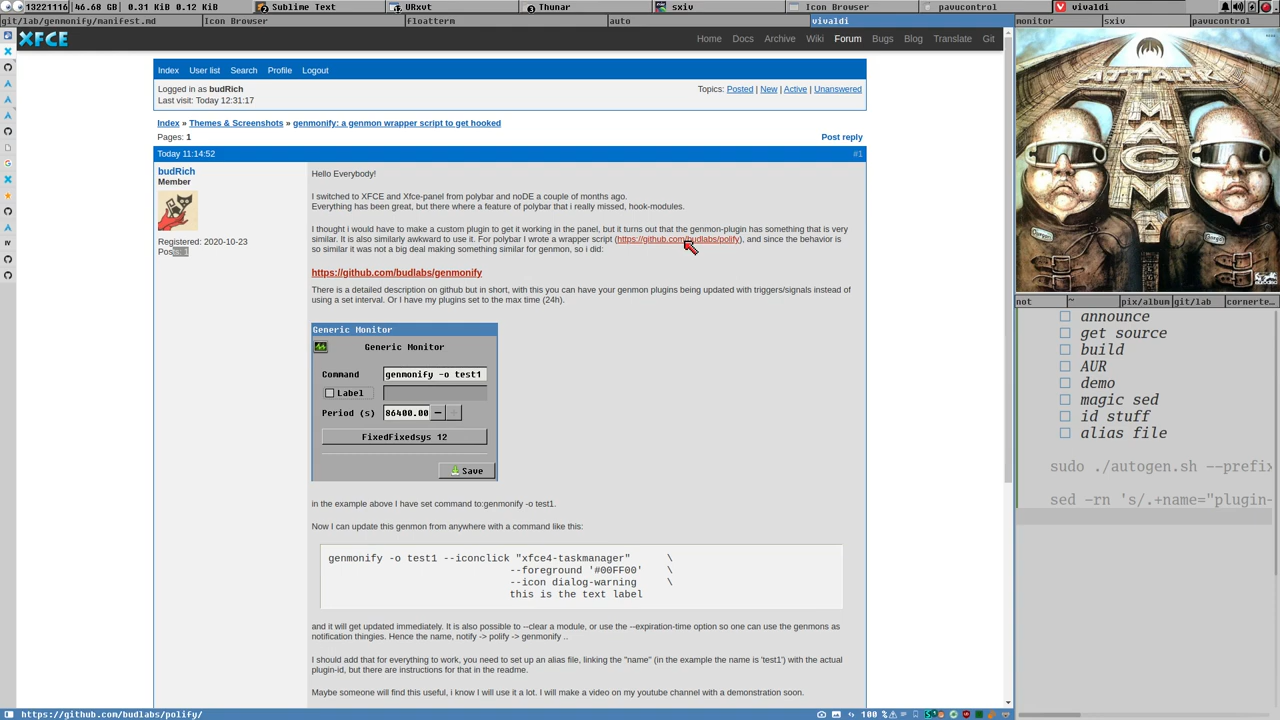 13221116
46.68 GB
0.31 KiB 0.12 KiB
Sublime Text
URxvt
Thunar
sxiv
Icon Browser
pavucontrol
vivaldi
git/lab/genmonify/manifest.md
Icon Browser
floatterm
auto
vivaldi
monitor
sxiv
pavucontrol
XFCE
Home Docs Archive Wiki Forum Bugs Blog Translate Git
Index User list Search Profile Logout
Logged in as budRich
Topics: Posted | New | Active | Unanswered
Last visit: Today 12:31:17
Index » Themes & Screenshots » genmonify: a genmon wrapper script to get hooked
Pages: 1
Post reply
Today 11:14:52
#1
budRich
Member
Registered: 2020-10-23
Posts: 1
Hello Everybody!
I switched to XFCE and Xfce-panel from polybar and noDE a couple of months ago.
Everything has been great, but there where a feature of polybar that i really missed, hook-modules.
I thought i would have to make a custom plugin to get it working in the panel, but it turns out that the genmon-plugin has something that is very
similar. It is also similarly awkward to use it. For polybar I wrote a wrapper script (https://github.com/budlabs/polify), and since the behavior is
so similar it was not a big deal making something similar for genmon, so i did:
https://github.com/budlabs/genmonify
There is a detailed description on github but in short, with this you can have your genmon plugins being updated with triggers/signals instead of
using a set interval. Or I have my plugins set to the max time (24h).
Generic Monitor
Generic Monitor
Command genmonify -o test1
Label
Period (s) 86400.00
FixedFixedsys 12
Save
in the example above I have set command to:genmonify -o test1.
Now I can update this genmon from anywhere with a command like this:
genmonify -o test1 --iconclick "xfce4-taskmanager" \
--foreground '#00FF00' \
--icon dialog-warning \
this is the text label
and it will get updated immediately. It is also possible to --clear a module, or use the --expiration-time option so one can use the genmons as
notification thingies. Hence the name, notify -> polify -> genmonify ..
I should add that for everything to work, you need to set up an alias file, linking the "name" (in the example the name is 'test1') with the actual
plugin-id, but there are instructions for that in the readme.
Maybe someone will find this useful, i know I will use it a lot. I will make a video on my youtube channel with a demonstration soon.
https://github.com/budlabs/polify/
100 %
not
~
pix/album
git/lab
cornerte…
announce
get source
build
AUR
demo
magic sed
id stuff
alias file
sudo ./autogen.sh --prefix
sed -rn 's/.+name="plugin-